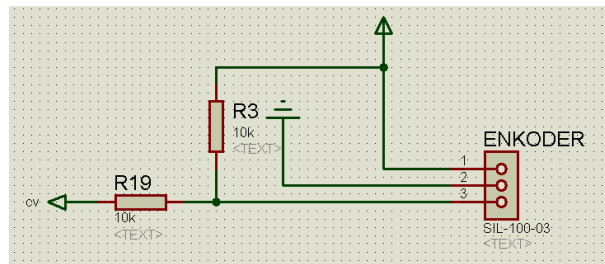 R3
10k
<TEXT>
ENKODER
1
2
3
SIL-100-03
<TEXT>
cv
R19
10k
<TEXT>